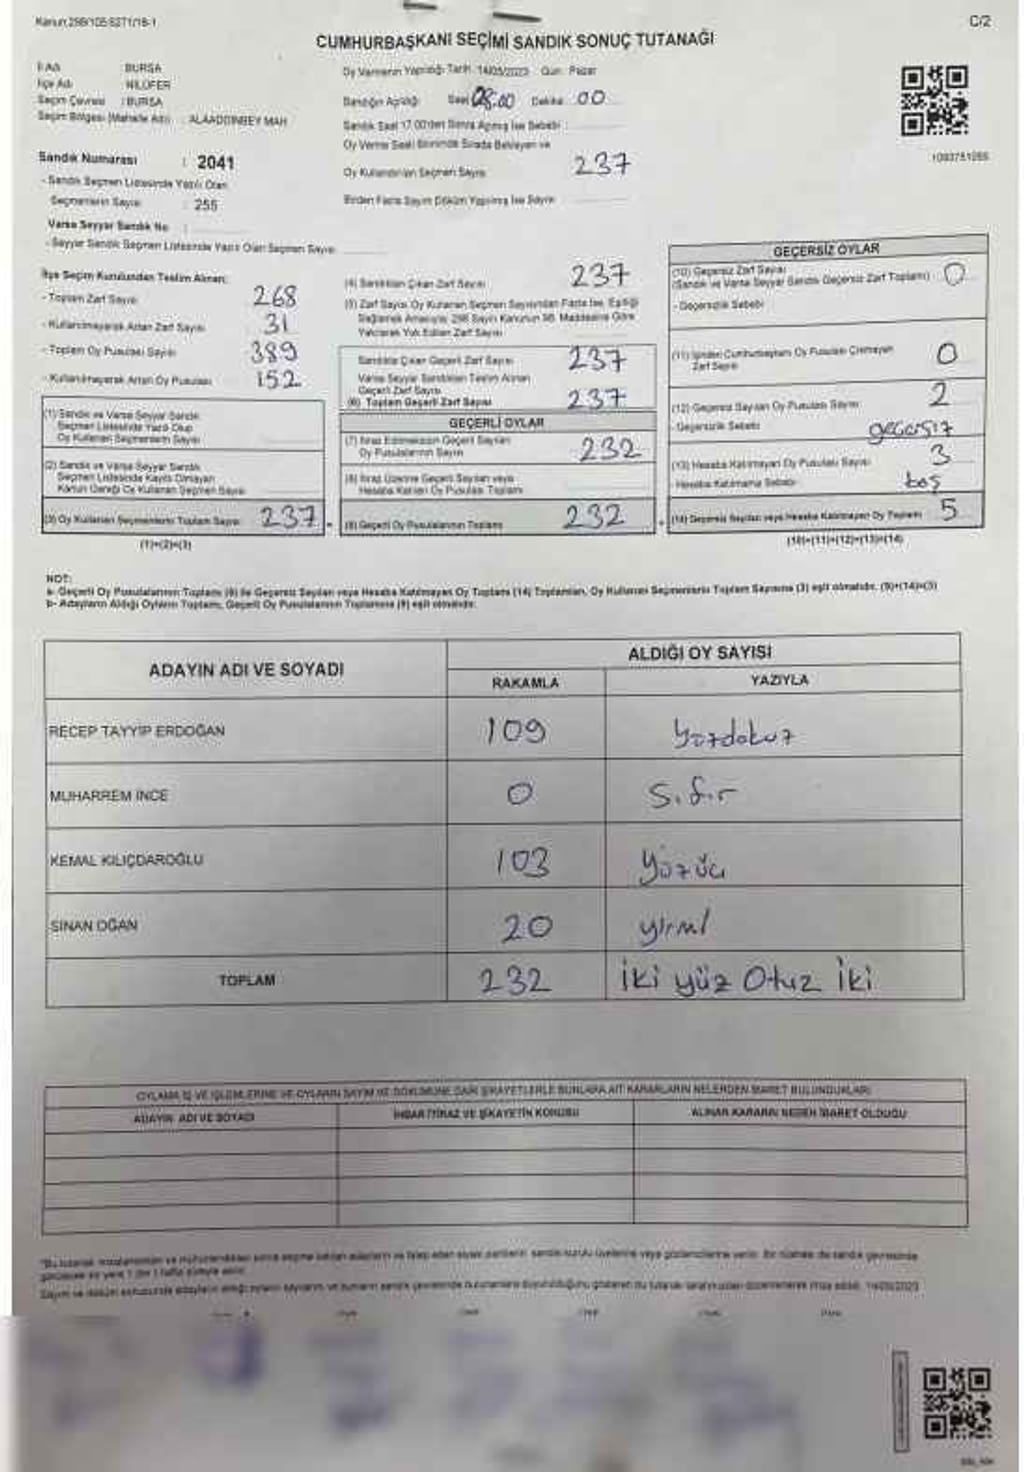 Kanun:298/105,6271/18-1
C/2
CUMHURBAŞKANI SEÇİMİ SANDIK SONUÇ TUTANAĞI
İl Adı : BURSA
İlçe Adı : NİLÜFER
Seçim Çevresi : BURSA
Seçim Bölgesi (Mahalle Adı) : ALAADDİNBEY MAH
Sandık Numarası : 2041
- Sandık Seçmen Listesinde Yazılı Olan
Seçmenlerin Sayısı : 255
Varsa Seyyar Sandık No :
- Seyyar Sandık Seçmen Listesinde Yazılı Olan Seçmen Sayısı
Oy Vermenin Yapıldığı Tarih : 14/05/2023 Gün : Pazar
Sandığın Açıldığı Saat 08.00 Dakika 00
Sandık Saat 17.00'den Sonra Açılmış İse Sebebi :
Oy Verme Saati Bitiminde Sırada Bekleyen ve
Oy Kullandırılan Seçmen Sayısı 237
Birden Fazla Sayım Döküm Yapılmış İse Sayısı
1093751255
İlçe Seçim Kurulundan Teslim Alınan:
- Toplam Zarf Sayısı 268
- Kullanılmayarak Artan Zarf Sayısı 31
- Toplam Oy Pusulası Sayısı 389
- Kullanılmayarak Artan Oy Pusulası 152
(1) Sandık ve Varsa Seyyar Sandık
Seçmen Listesinde Yazılı Olup
Oy Kullanan Seçmenlerin Sayısı
(2) Sandık ve Varsa Seyyar Sandık
Seçmen Listesinde Kayıtlı Olmayan
Kanun Gereği Oy Kullanan Seçmen Sayısı
(3) Oy Kullanan Seçmenlerin Toplam Sayısı 237
(1)+(2)=(3)
(4) Sandıktan Çıkan Zarf Sayısı 237
(5) Zarf Sayısı Oy Kullanan Seçmen Sayısından Fazla İse, Eşitliği
Sağlamak Amacıyla 298 Sayılı Kanunun 98. Maddesine Göre
Yakılarak Yok Edilen Zarf Sayısı
Sandıkta Çıkan Geçerli Zarf Sayısı 237
Varsa Seyyar Sandıktan Teslim Alınan
Geçerli Zarf Sayısı
(6) Toplam Geçerli Zarf Sayısı 237
GEÇERLİ OYLAR
(7) İtiraz Edilmeksizin Geçerli Sayılan
Oy Pusulalarının Sayısı 232
(8) İtiraz Üzerine Geçerli Sayılan veya
Hesaba Katılan Oy Pusulası Toplamı
(9) Geçerli Oy Pusulalarının Toplamı 232
GEÇERSİZ OYLAR
(10) Geçersiz Zarf Sayısı
(Sandık ve Varsa Seyyar Sandık Geçersiz Zarf Toplamı) 0
- Geçersizlik Sebebi
(11) İçinden Cumhurbaşkanı Oy Pusulası Çıkmayan
Zarf Sayısı 0
(12) Geçersiz Sayılan Oy Pusulası Sayısı 2
- Geçersizlik Sebebi geçersiz
(13) Hesaba Katılmayan Oy Pusulası Sayısı 3
- Hesaba Katılmama Sebebi boş
(14) Geçersiz Sayılan veya Hesaba Katılmayan Oy Toplamı 5
(10)+(11)+(12)+(13)=(14)
NOT:
a- Geçerli Oy Pusulalarının Toplamı (9) ile Geçersiz Sayılan veya Hesaba Katılmayan Oy Toplamı (14) Toplamları, Oy Kullanan Seçmenlerin Toplam Sayısına (3) eşit olmalıdır. (9)+(14)=(3)
b- Adayların Aldığı Oyların Toplamı, Geçerli Oy Pusulalarının Toplamına (9) eşit olmalıdır.
ADAYIN ADI VE SOYADI
ALDIĞI OY SAYISI
RAKAMLA YAZIYLA
RECEP TAYYİP ERDOĞAN 109 yüzdokuz
MUHARREM İNCE 0 Sıfır
KEMAL KILIÇDAROĞLU 103 yüzüç
SİNAN OĞAN 20 yirmi
TOPLAM 232 İki yüz Otuz İki
OYLAMA İŞ VE İŞLEMLERİNE VE OYLARIN SAYIM VE DÖKÜMÜNE DAİR ŞİKAYETLERLE BUNLARA AİT KARARLARIN NELERDEN İBARET BULUNDUKLARI
ADAYIN ADI VE SOYADI
İHBAR İTİRAZ VE ŞİKAYETİN KONUSU
ALINAN KARARIN NEDEN İBARET OLDUĞU